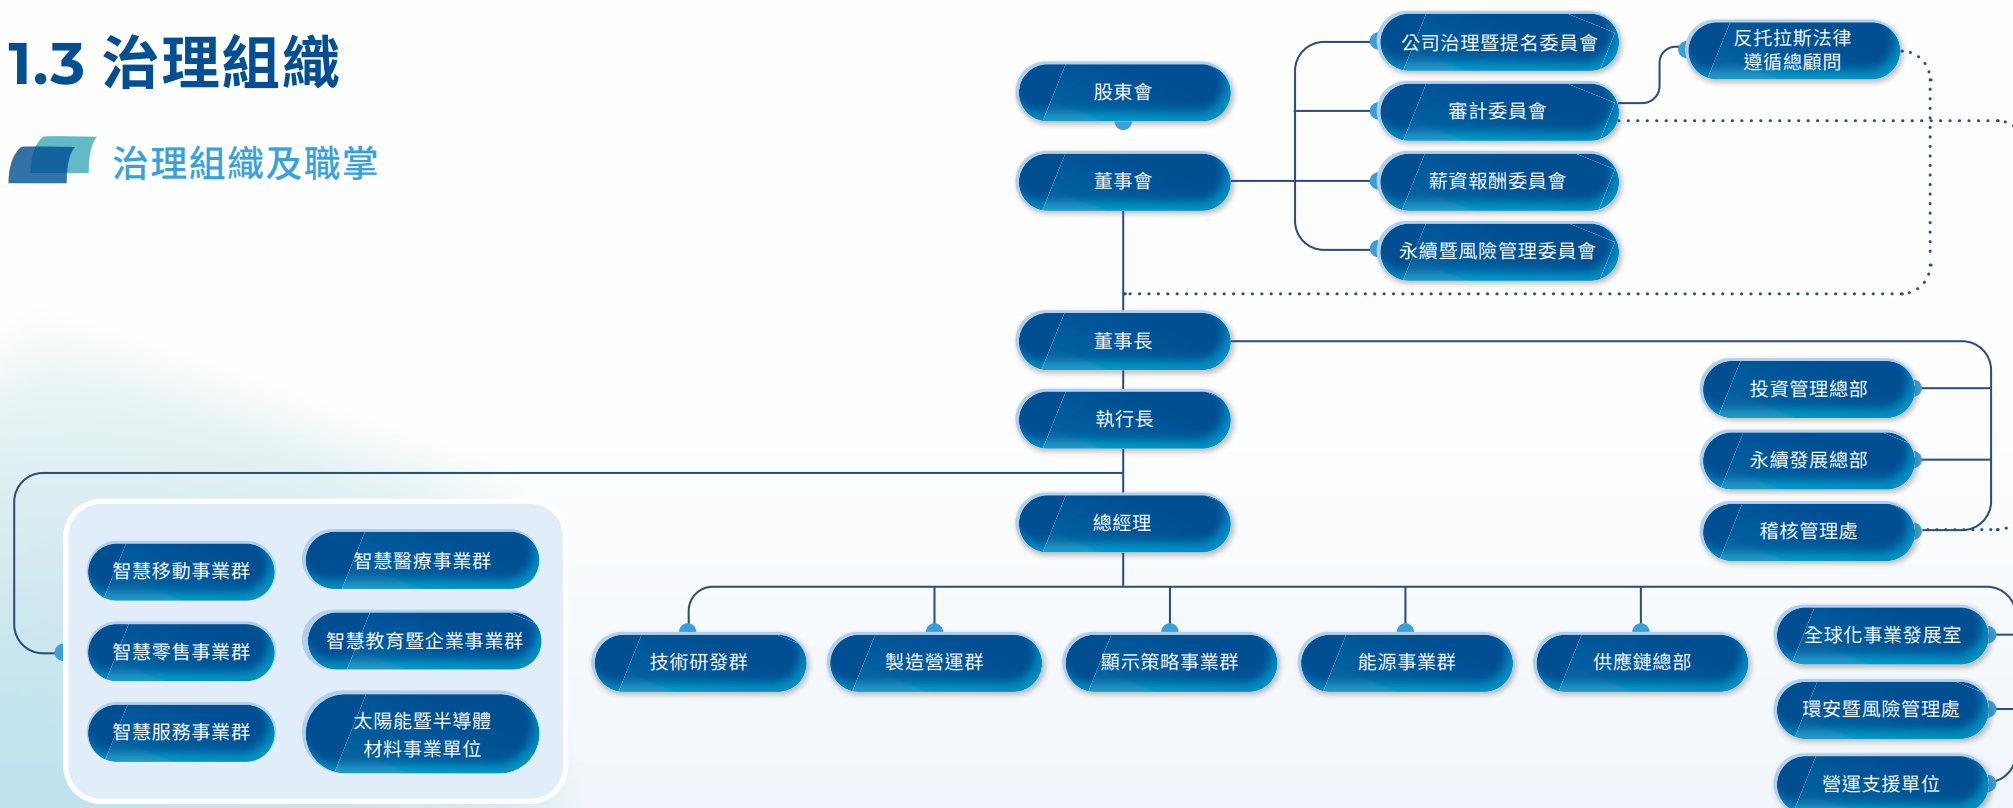 1.3 治理組織
治理組織及職掌
股東會
董事會
公司治理暨提名委員會
審計委員會
薪資報酬委員會
永續暨風險管理委員會
反托拉斯法律
遵循總顧問
董事長
執行長
總經理
投資管理總部
永續發展總部
稽核管理處
智慧移動事業群
智慧零售事業群
智慧服務事業群
智慧醫療事業群
智慧教育暨企業事業群
太陽能暨半導體
材料事業單位
技術研發群
製造營運群
顯示策略事業群
能源事業群
供應鏈總部
全球化事業發展室
環安暨風險管理處
營運支援單位